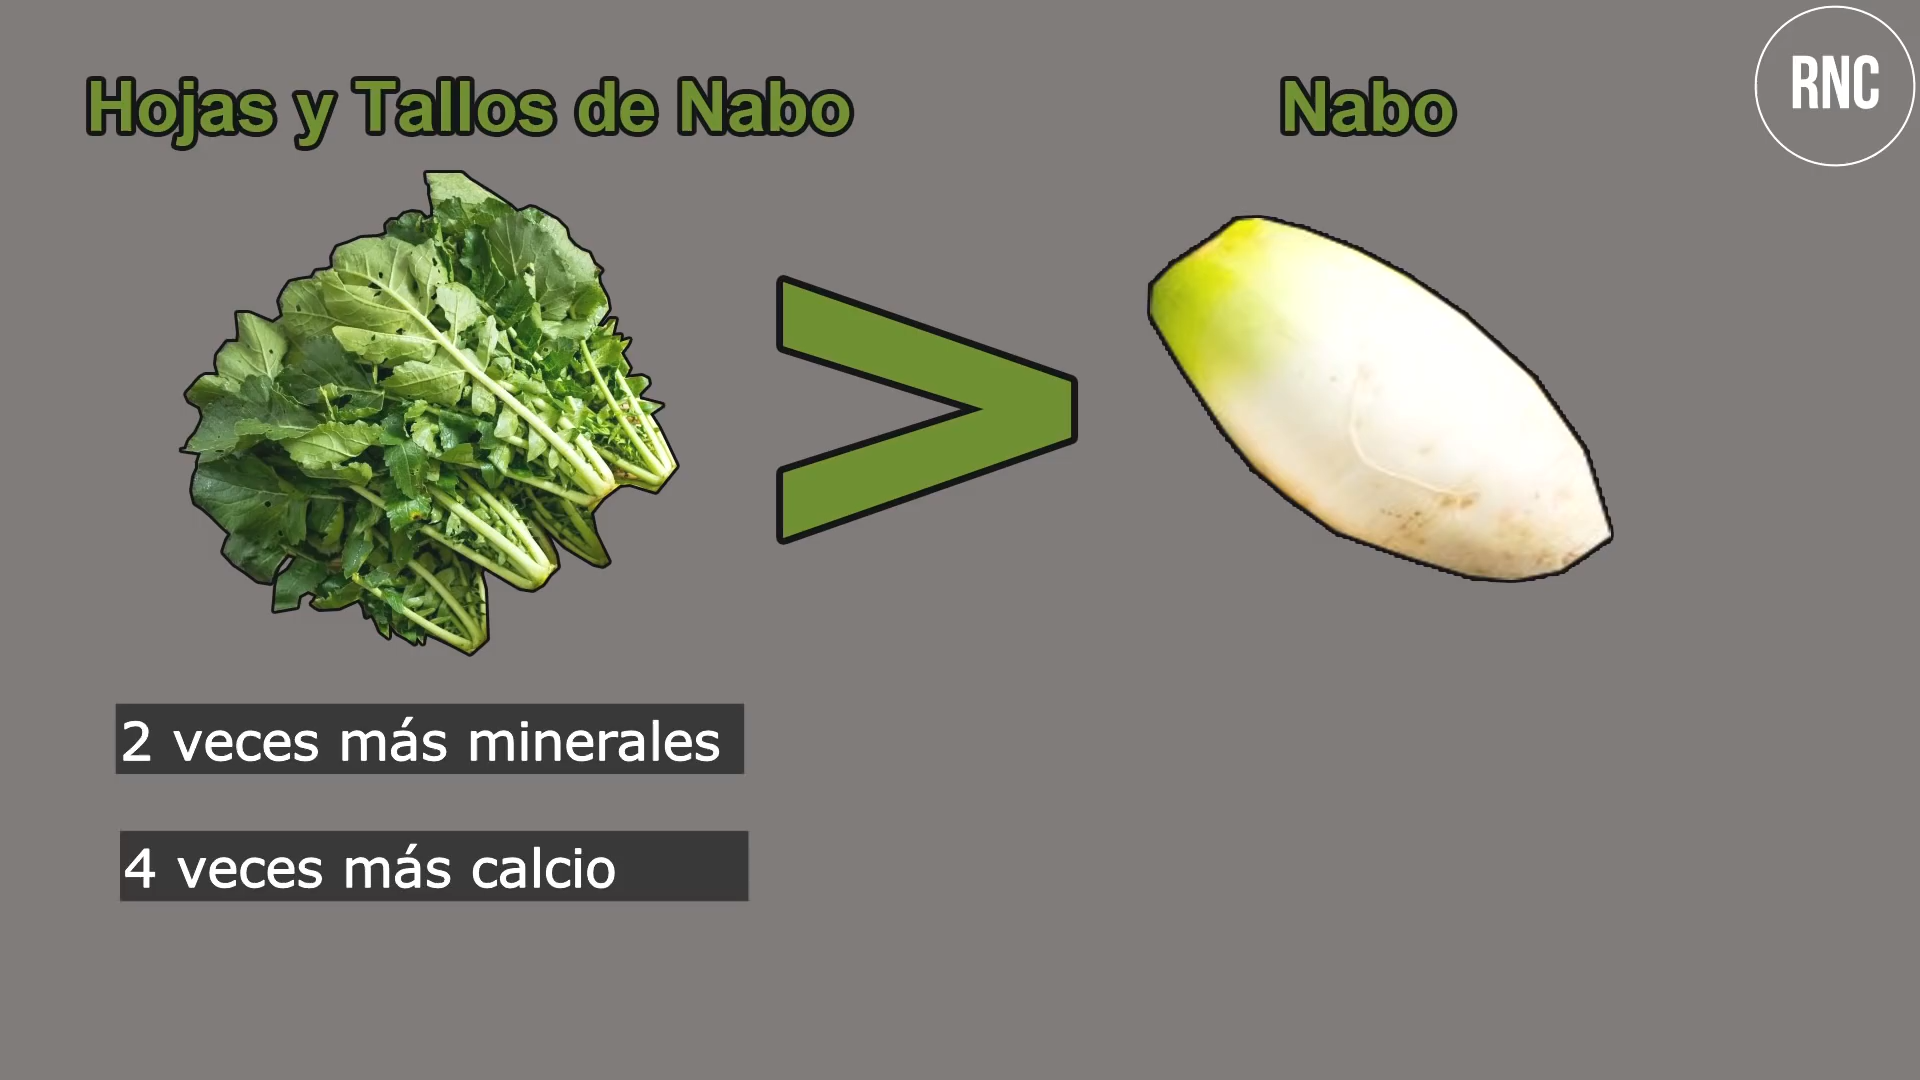 Hojas y Tallos de Nabo
Nabo
RNC
2 veces más minerales
4 veces más calcio